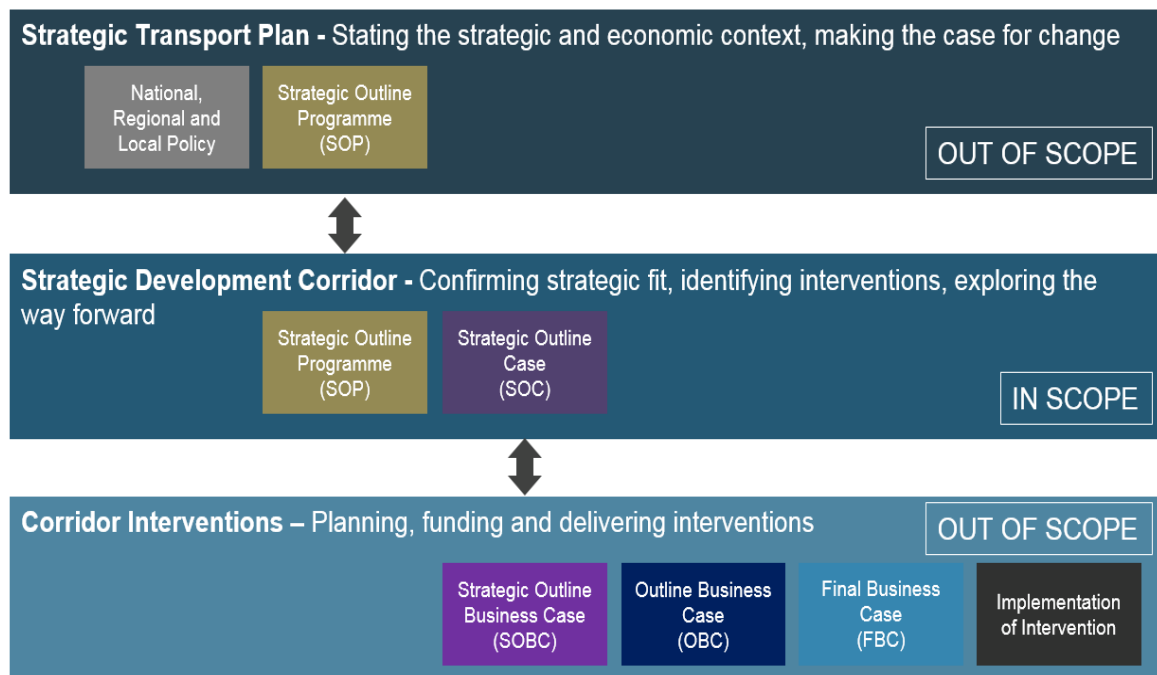 Strategic Transport Plan - Stating the strategic and economic context, making the case for change
National,
Regional and
Local Policy
Strategic Outline
Programme
(SOP)
OUT OF SCOPE
Strategic Development Corridor - Confirming strategic fit, identifying interventions, exploring the
way forward
Strategic Outline
Programme
(SOP)
Strategic Outline
Case
(SOC)
IN SCOPE
Corridor Interventions – Planning, funding and delivering interventions
OUT OF SCOPE
Strategic Outline
Business Case
(SOBC)
Outline Business
Case
(OBC)
Final Business
Case
(FBC)
Implementation
of Intervention